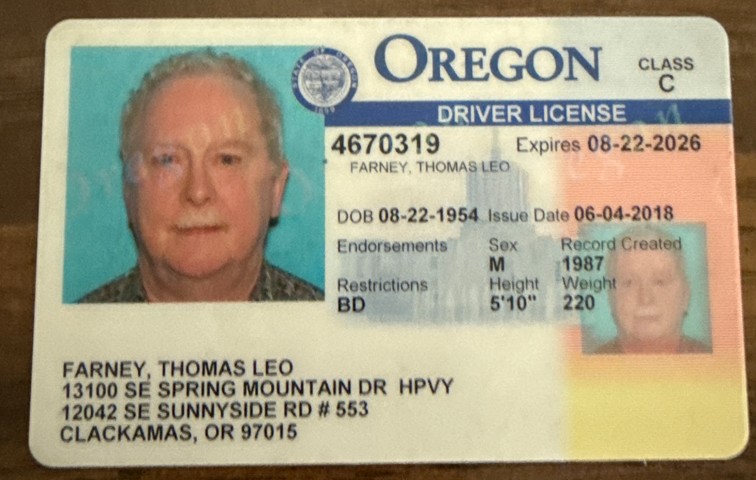 STATE OF OREGON
1859
OREGON
CLASS
C
DRIVER LICENSE
4670319 Expires 08-22-2026
FARNEY, THOMAS LEO
DOB 08-22-1954 Issue Date 06-04-2018
Endorsements Sex Record Created
M 1987
Restrictions Height Weight
BD 5'10" 220
FARNEY, THOMAS LEO
13100 SE SPRING MOUNTAIN DR HPVY
12042 SE SUNNYSIDE RD # 553
CLACKAMAS, OR 97015